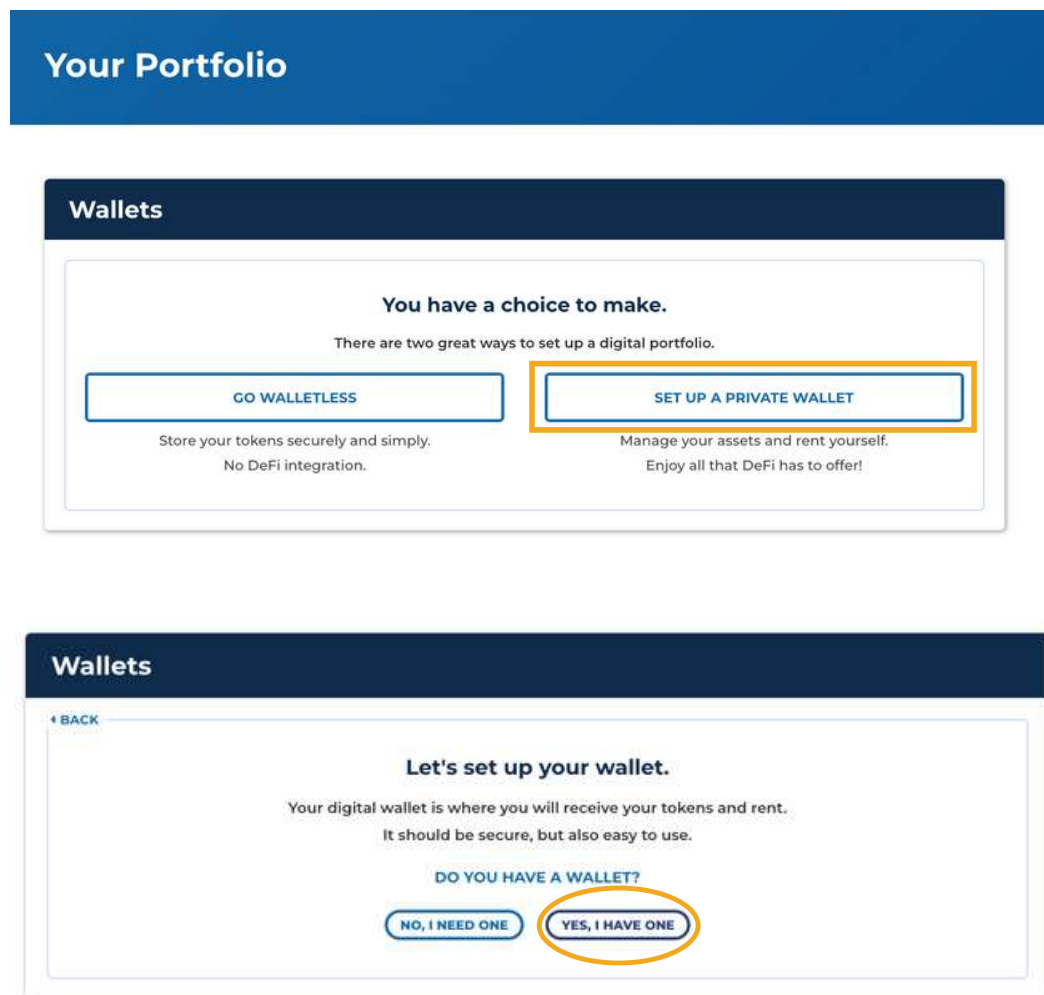 Your Portfolio
Wallets
You have a choice to make.
There are two great ways to set up a digital portfolio.
GO WALLETLESS
SET UP A PRIVATE WALLET
Store your tokens securely and simply.
No DeFi integration.
Manage your assets and rent yourself.
Enjoy all that DeFi has to offer!
Wallets
BACK
Let's set up your wallet.
Your digital wallet is where you will receive your tokens and rent.
It should be secure, but also easy to use.
DO YOU HAVE A WALLET?
NO, I NEED ONE
YES, I HAVE ONE